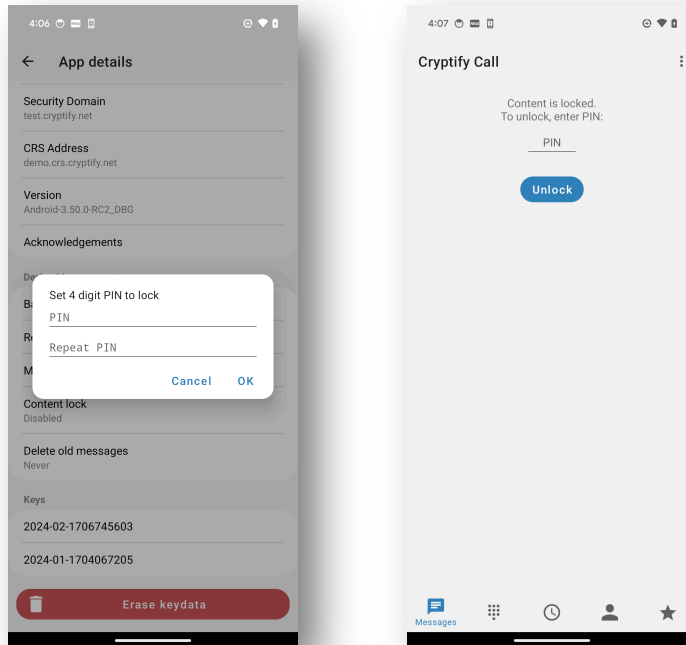 4:06
App details
Security Domain
test.cryptify.net
CRS Address
demo.crs.cryptify.net
Version
Android-3.50.0-RC2_DBG
Acknowledgements
Set 4 digit PIN to lock
PIN
Repeat PIN
Cancel OK
Content lock
Disabled
Delete old messages
Never
Keys
2024-02-1706745603
2024-01-1704067205
Erase keydata
4:07
Cryptify Call
Content is locked.
To unlock, enter PIN:
PIN
Unlock
Messages